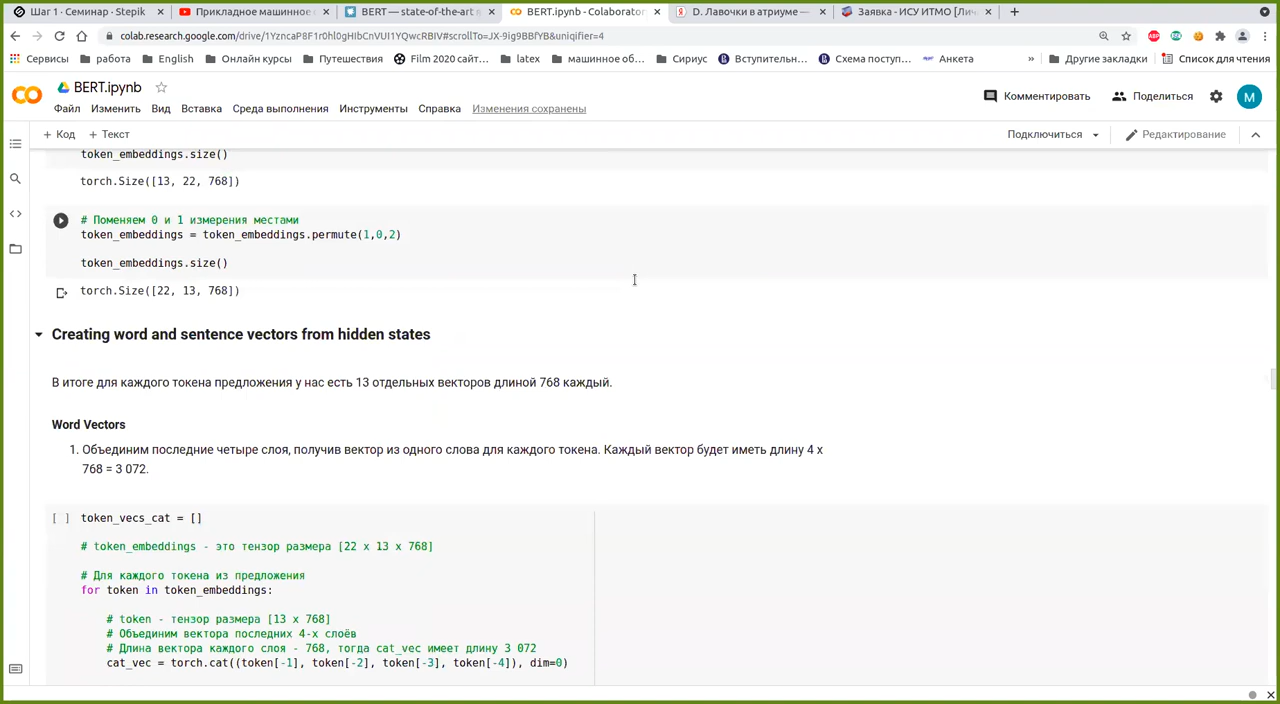 Шаг 1 · Семинар · Stepik
Прикладное машинное
BERT — state-of-the-art
BERT.ipynb - Colaborator
D. Лавочки в атриуме —
Заявка - ИСУ ИТМО [Лич
colab.research.google.com/drive/1YzncaP8F1r0hl0gHIbCnVUI1YQwcRBIV#scrollTo=JX-9ig9BBfYB&uniqifier=4
Сервисы работа English Онлайн курсы Путешествия Film 2020 сайт... latex машинное об... Сириус Вступительн... Схема поступ... Анкета » Другие закладки Список для чтения
BERT.ipynb
Файл Изменить Вид Вставка Среда выполнения Инструменты Справка Изменения сохранены
Комментировать Поделиться M
+ Код + Текст Подключиться Редактирование
token_embeddings.size()
torch.Size([13, 22, 768])
# Поменяем 0 и 1 измерения местами
token_embeddings = token_embeddings.permute(1,0,2)
token_embeddings.size()
torch.Size([22, 13, 768])
Creating word and sentence vectors from hidden states
В итоге для каждого токена предложения у нас есть 13 отдельных векторов длиной 768 каждый.
Word Vectors
1. Объединим последние четыре слоя, получив вектор из одного слова для каждого токена. Каждый вектор будет иметь длину 4 x
768 = 3 072.
[ ] token_vecs_cat = []
# token_embeddings - это тензор размера [22 x 13 x 768]
# Для каждого токена из предложения
for token in token_embeddings:
# token - тензор размера [13 x 768]
# Объединим вектора последних 4-х слоёв
# Длина вектора каждого слоя - 768, тогда cat_vec имеет длину 3 072
cat_vec = torch.cat((token[-1], token[-2], token[-3], token[-4]), dim=0)